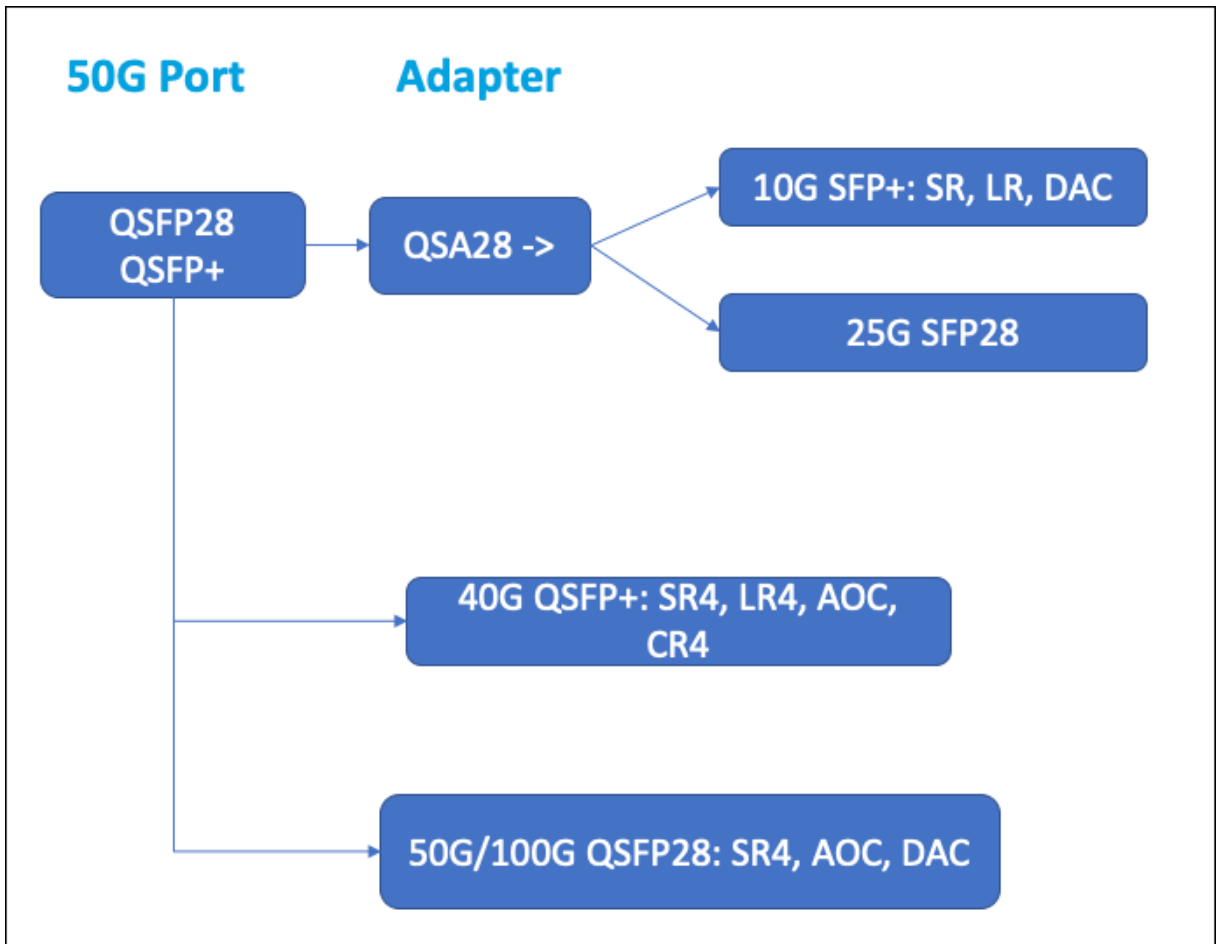 50G Port
Adapter
QSFP28
QSFP+
QSA28 ->
10G SFP+: SR, LR, DAC
25G SFP28
40G QSFP+: SR4, LR4, AOC,
CR4
50G/100G QSFP28: SR4, AOC, DAC